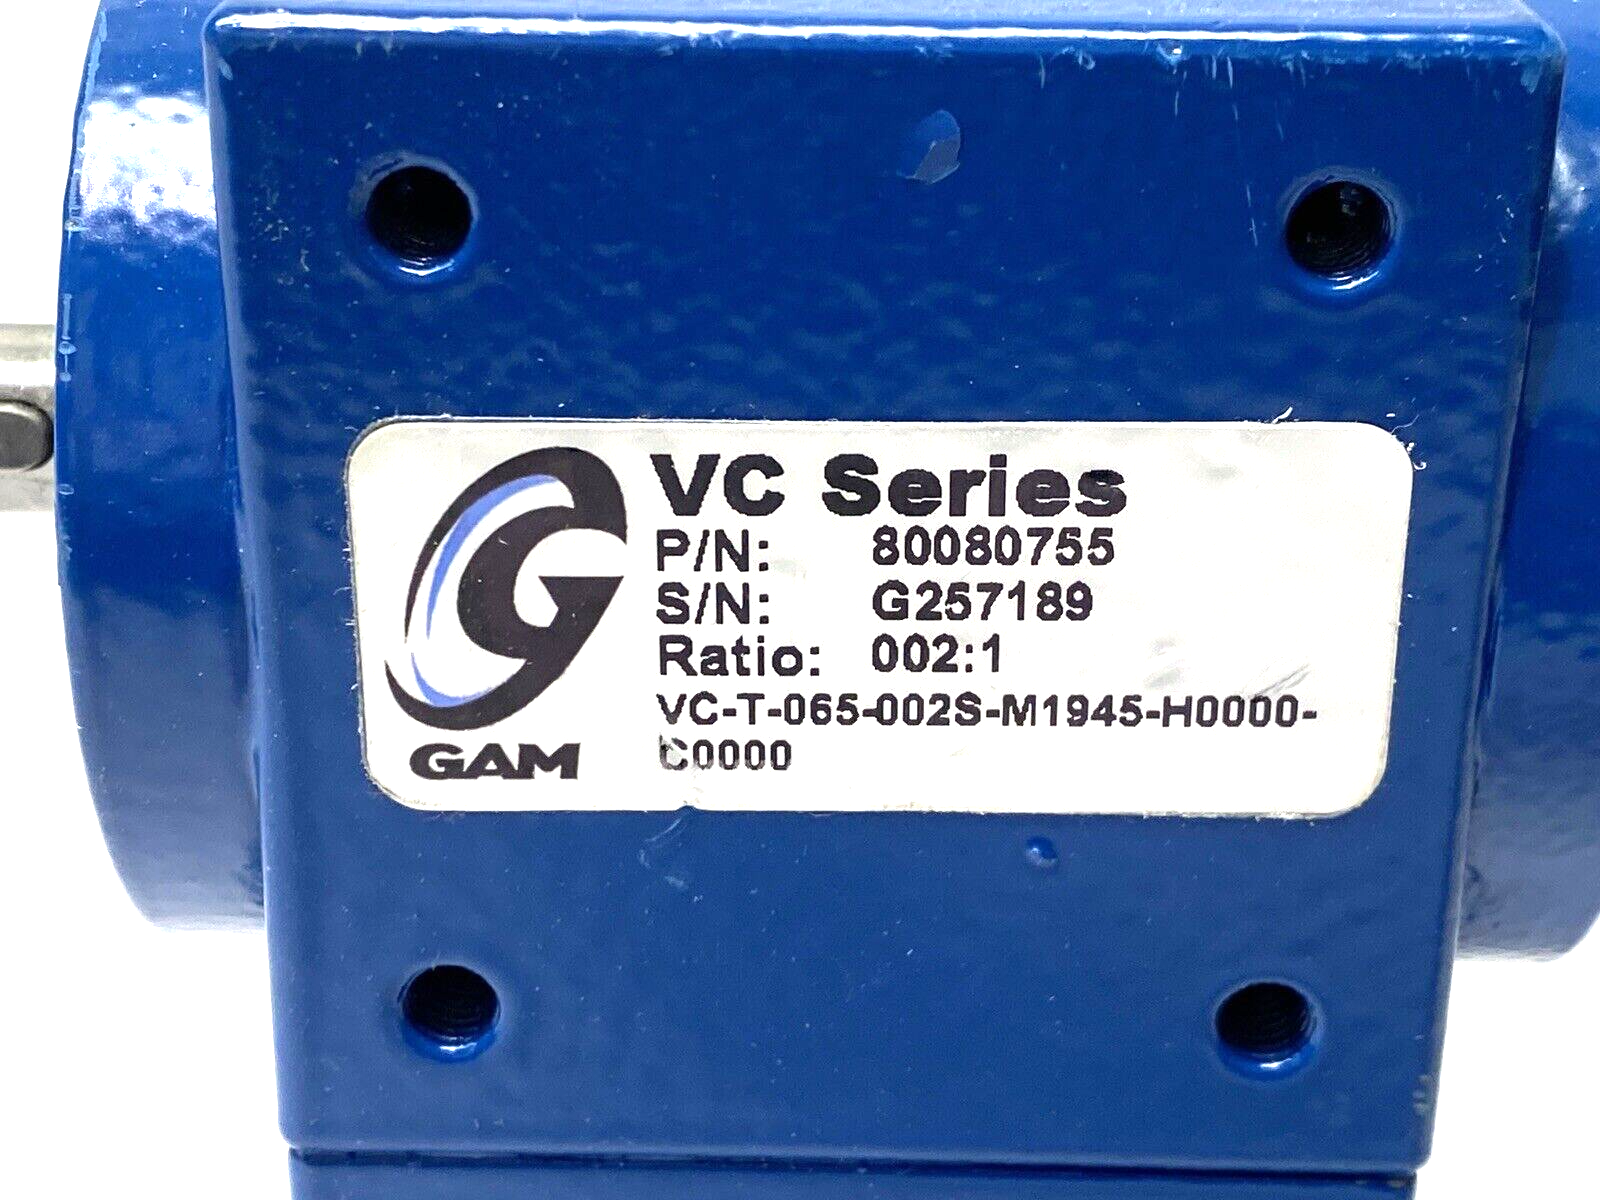 VC Series
P/N: 80080755
S/N: G257189
Ratio: 002:1
VC-T-065-002S-M1945-H0000-
C0000
GAM